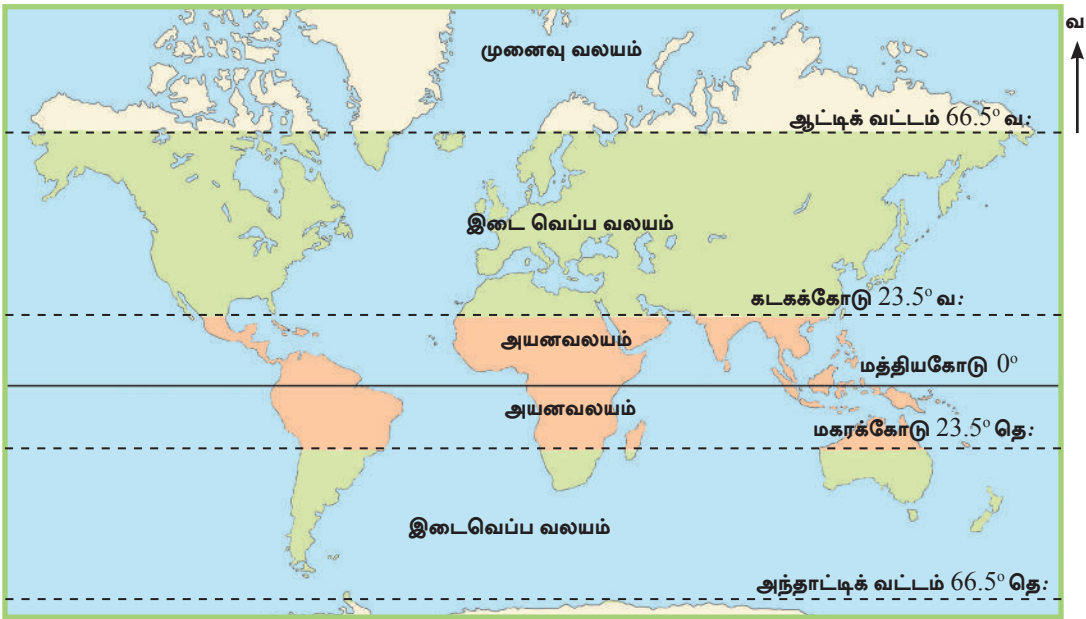 வ
முனைவு வலயம்
ஆட்டிக் வட்டம் 66.5° வ:
இடை வெப்ப வலயம்
கடகக்கோடு 23.5° வ:
அயனவலயம்
மத்தியகோடு 0°
அயனவலயம்
மகரக்கோடு 23.5° தெ:
இடைவெப்ப வலயம்
அந்தாட்டிக் வட்டம் 66.5° தெ: